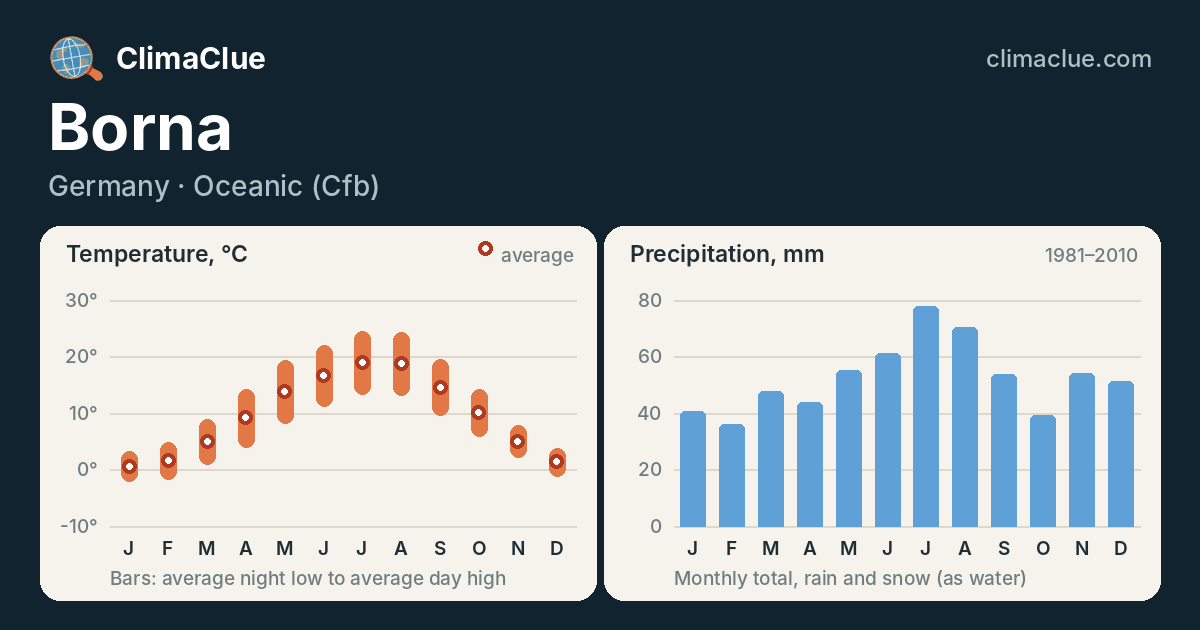 ClimaClue
climaclue.com
Borna
Germany · Oceanic (Cfb)
Temperature, °C
average
30°
20°
10°
0°
-10°
J F M A M J J A S O N D
Bars: average night low to average day high
Precipitation, mm
1981–2010
80
60
40
20
0
J F M A M J J A S O N D
Monthly total, rain and snow (as water)